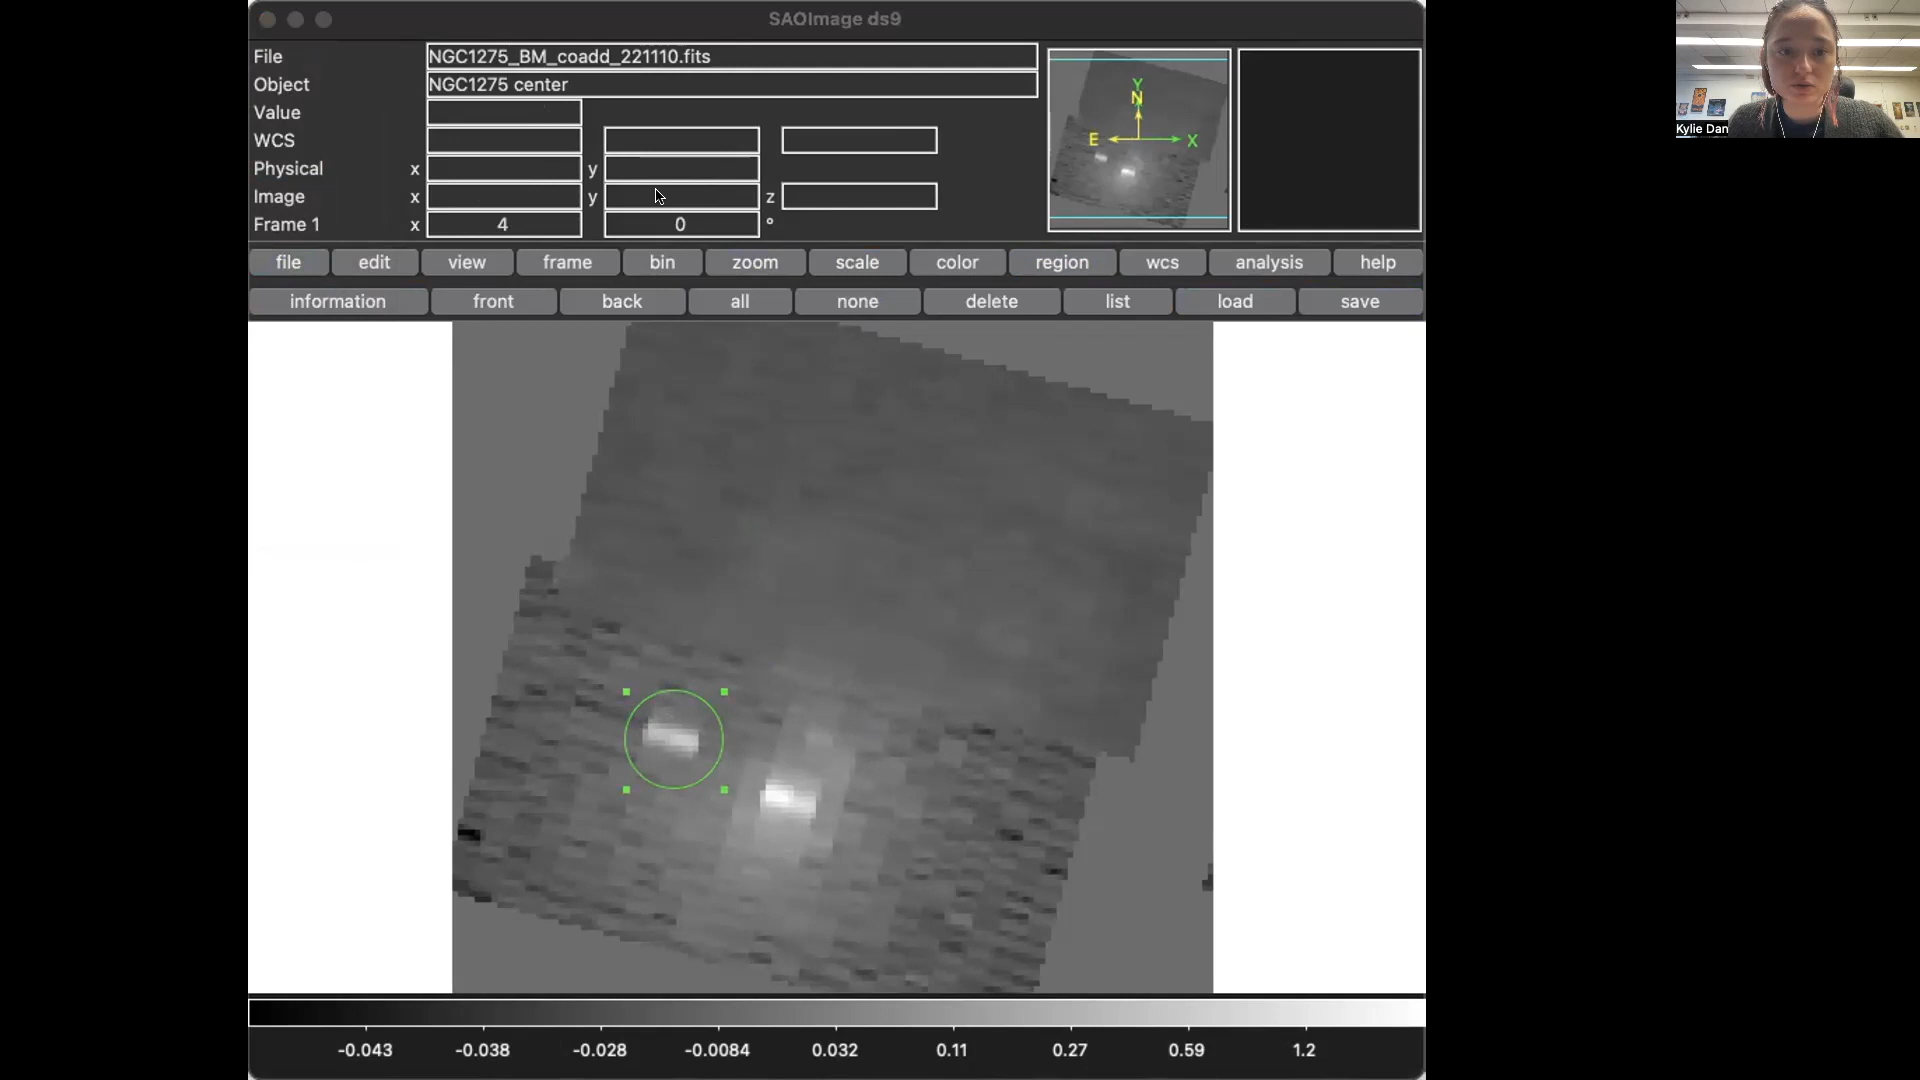 SAOImage ds9
File NGC1275_BM_coadd_221110.fits
Object NGC1275 center
Value
WCS
Physical x y
Image x y z
Frame 1 x 4 0 °
Y
N
E X
file edit view frame bin zoom scale color region wcs analysis help
information front back all none delete list load save
-0.043 -0.038 -0.028 -0.0084 0.032 0.11 0.27 0.59 1.2
Kylie Dan